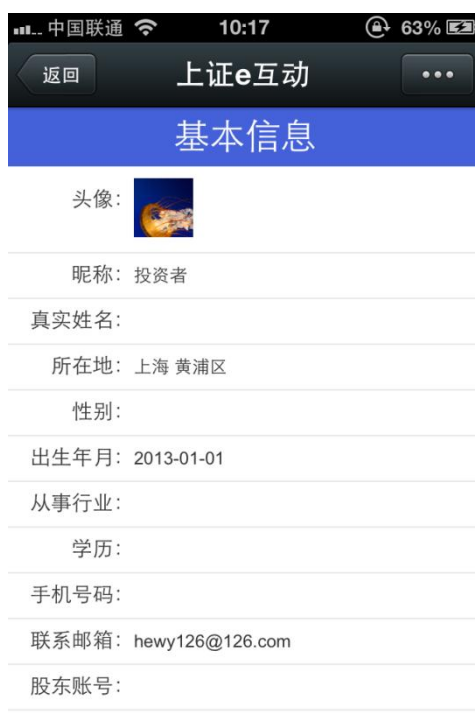 中国联通 10:17 63%
返回 上证e互动
基本信息
头像：
昵称：投资者
真实姓名：
所在地：上海 黄浦区
性别：
出生年月：2013-01-01
从事行业：
学历：
手机号码：
联系邮箱：hewy126@126.com
股东账号：